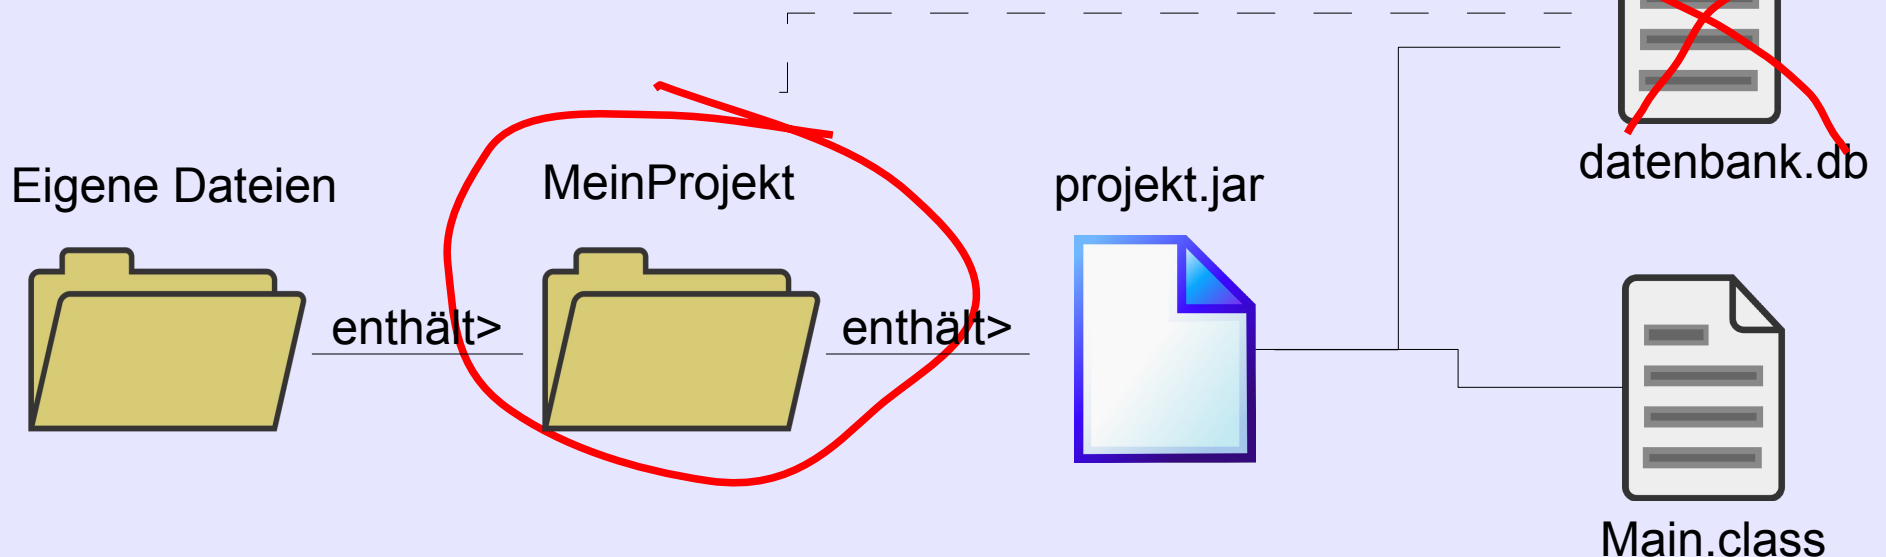 Eigene Dateien
MeinProjekt
projekt.jar
datenbank.db
enthält>
enthält>
Main.class